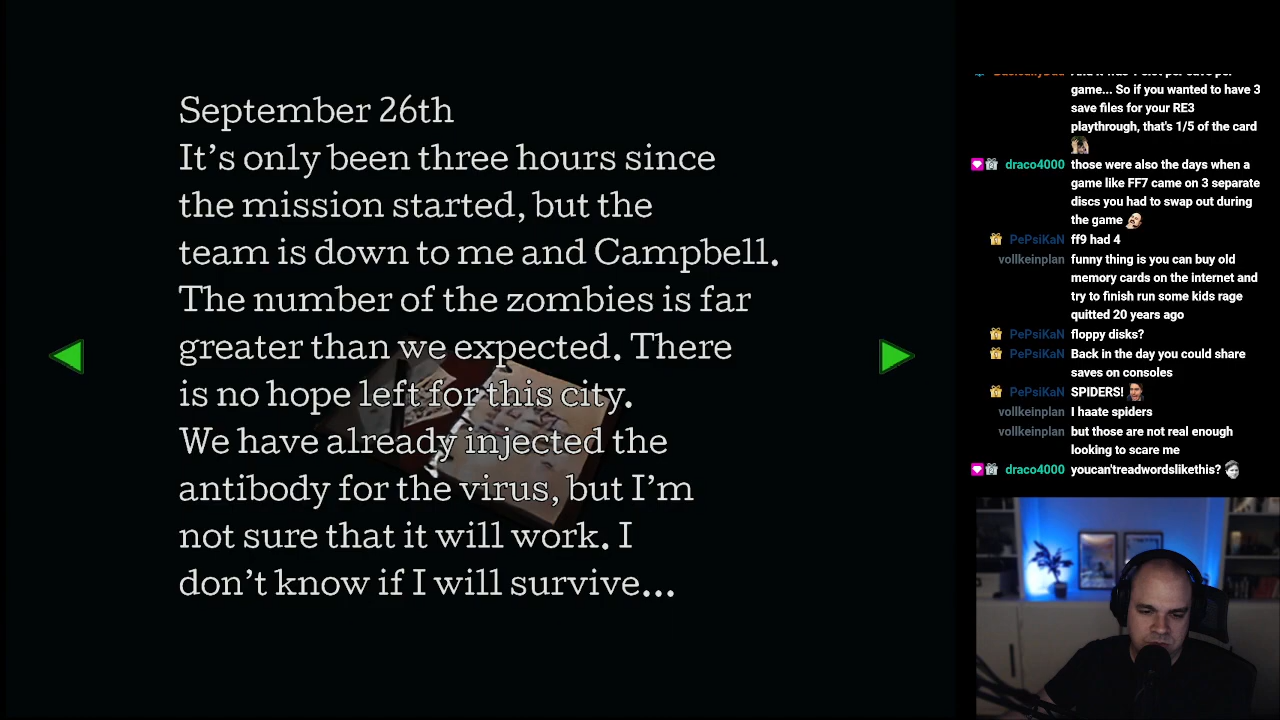 September 26th
It's only been three hours since
the mission started, but the
team is down to me and Campbell.
The number of the zombies is far
greater than we expected. There
is no hope left for this city.
We have already injected the
antibody for the virus, but I'm
not sure that it will work. I
don't know if I will survive...
game... So if you wanted to have 3
save files for your RE3
playthrough, that's 1/5 of the card
draco4000 those were also the days when a
game like FF7 came on 3 separate
discs you had to swap out during
the game
PePsiKaN ff9 had 4
vollkeinplan funny thing is you can buy old
memory cards on the internet and
try to finish run some kids rage
quitted 20 years ago
PePsiKaN floppy disks?
PePsiKaN Back in the day you could share
saves on consoles
PePsiKaN SPIDERS!
vollkeinplan I haate spiders
vollkeinplan but those are not real enough
looking to scare me
draco4000 youcan'treadwordslikethis?